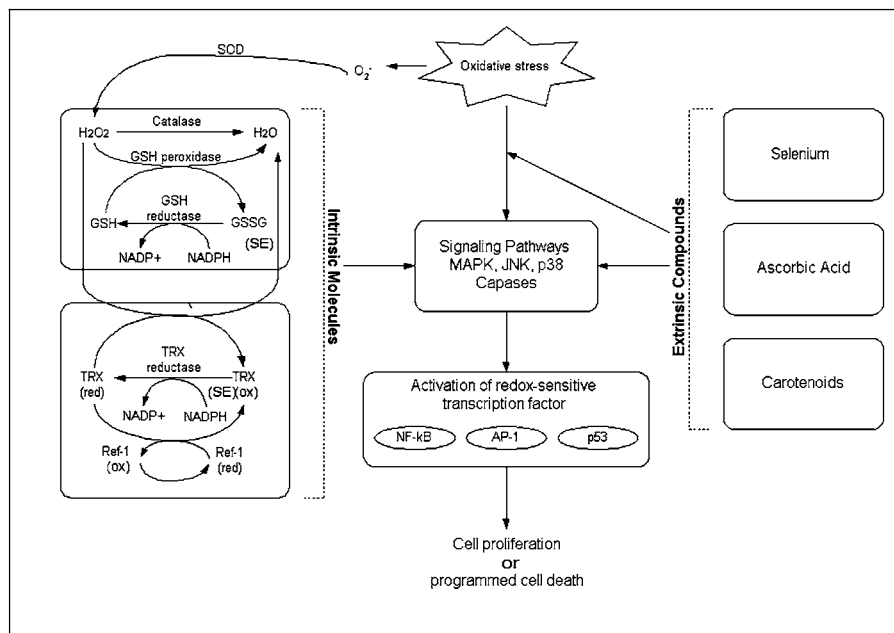 SOD
O₂⁻
Oxidative stress
H₂O₂
Catalase
H₂O
GSH peroxidase
GSH
GSH
reductase
GSSG
(SE)
NADP+
NADPH
TRX
(red)
TRX
reductase
TRX
(SE)(ox)
NADP+
NADPH
Ref-1
(ox)
Ref-1
(red)
Intrinsic Molecules
Signaling Pathways
MAPK, JNK, p38
Capases
Activation of redox-sensitive
transcription factor
NF-kB
AP-1
p53
Cell proliferation
or
programmed cell death
Extrinsic Compounds
Selenium
Ascorbic Acid
Carotenoids